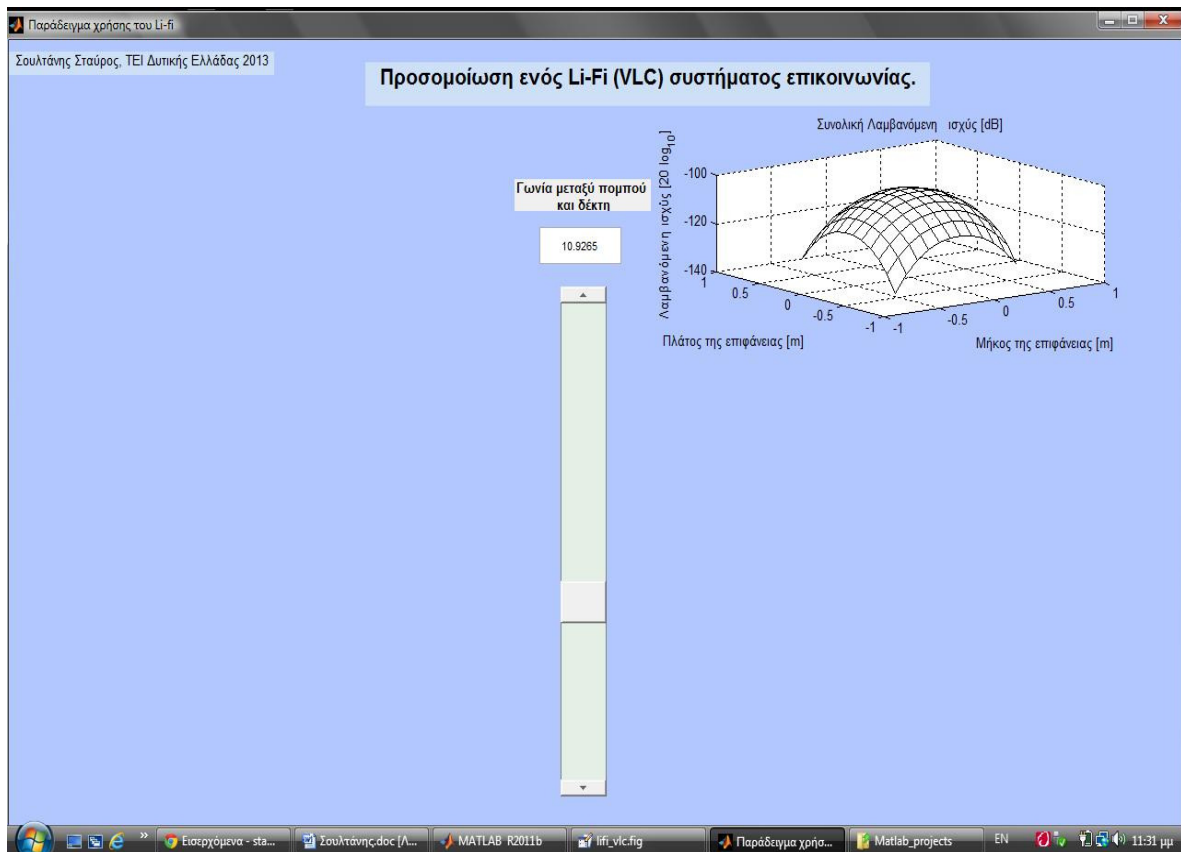 Παράδειγμα χρήσης του Li-fi
Σουλτάνης Σταύρος, ΤΕΙ Δυτικής Ελλάδας 2013
Προσομοίωση ενός Li-Fi (VLC) συστήματος επικοινωνίας.
Γωνία μεταξύ πομπού
και δέκτη
10.9265
Συνολική Λαμβανόμενη ισχύς [dB]
Λαμβανόμενη ισχύς [20 log10]
-100
-120
-140
1
0.5
0
-0.5
-1
-1
-0.5
0
0.5
1
Πλάτος της επιφάνειας [m]
Μήκος της επιφάνειας [m]
»
Εισερχόμενα - sta...
Σουλτάνης.doc [Λ...
MATLAB R2011b
lifi_vlc.fig
Παράδειγμα χρήσ...
Matlab_projects
EN
11:31 μμ